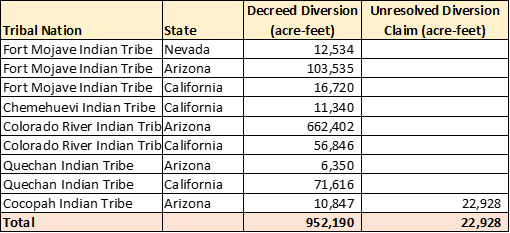 Tribal Nation State Decreed Diversion (acre-feet) Unresolved Diversion Claim (acre-feet)
Fort Mojave Indian Tribe Nevada 12,534
Fort Mojave Indian Tribe Arizona 103,535
Fort Mojave Indian Tribe California 16,720
Chemehuevi Indian Tribe California 11,340
Colorado River Indian Trib Arizona 662,402
Colorado River Indian Trib California 56,846
Quechan Indian Tribe Arizona 6,350
Quechan Indian Tribe California 71,616
Cocopah Indian Tribe Arizona 10,847 22,928
Total 952,190 22,928